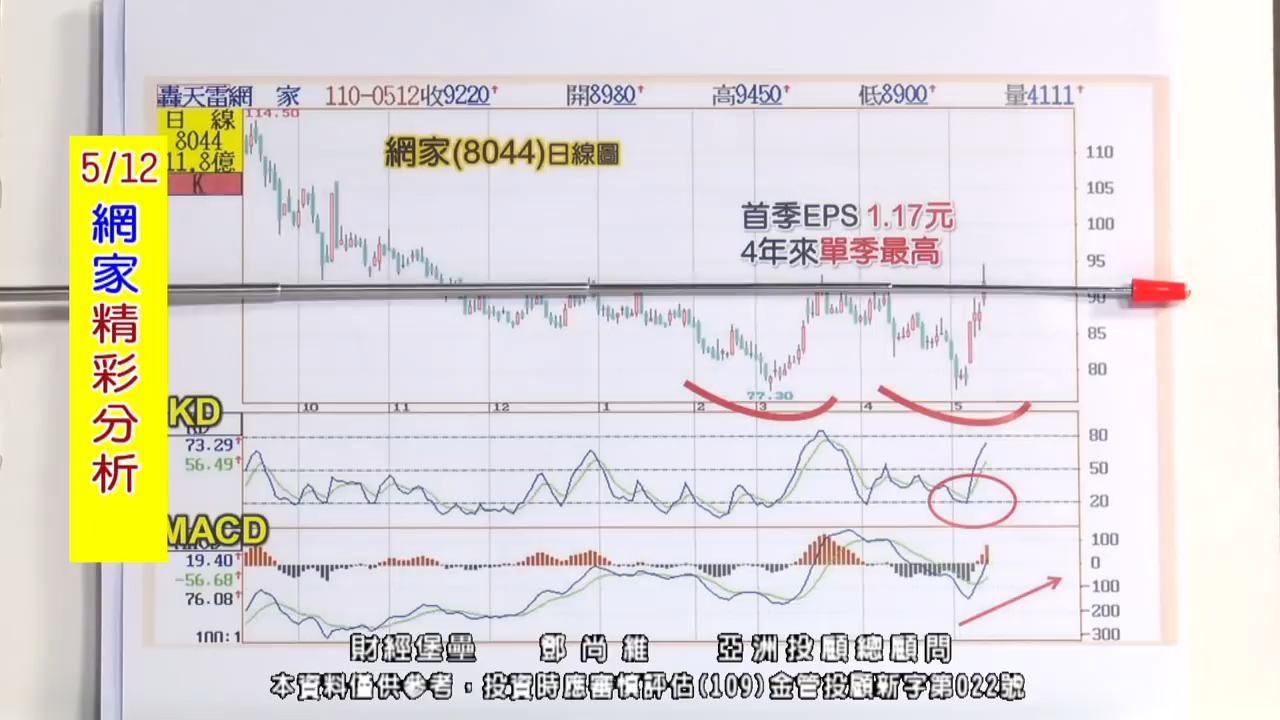 轟天雷網 家 110-0512收9220↑ 開8980↑ 高9450↑ 低8900↑ 量4111↑
日 線
8044
11.8億
K
114.50
網家(8044)日線圖
5/12
網家精彩分析
首季EPS 1.17元
4年來單季最高
110
105
100
95
90
85
80
77.30
10 11 12 1 2 3 4 5
KD
73.29↑
56.49↑
80
50
20
MACD
19.40↑
-56.68↑
76.08↑
100:1
100
0
-100
-200
-300
財經堡壘 鄧尚維 亞洲投顧總顧問
本資料僅供參考，投資時應審慎評估(109)金管投顧新字第022號